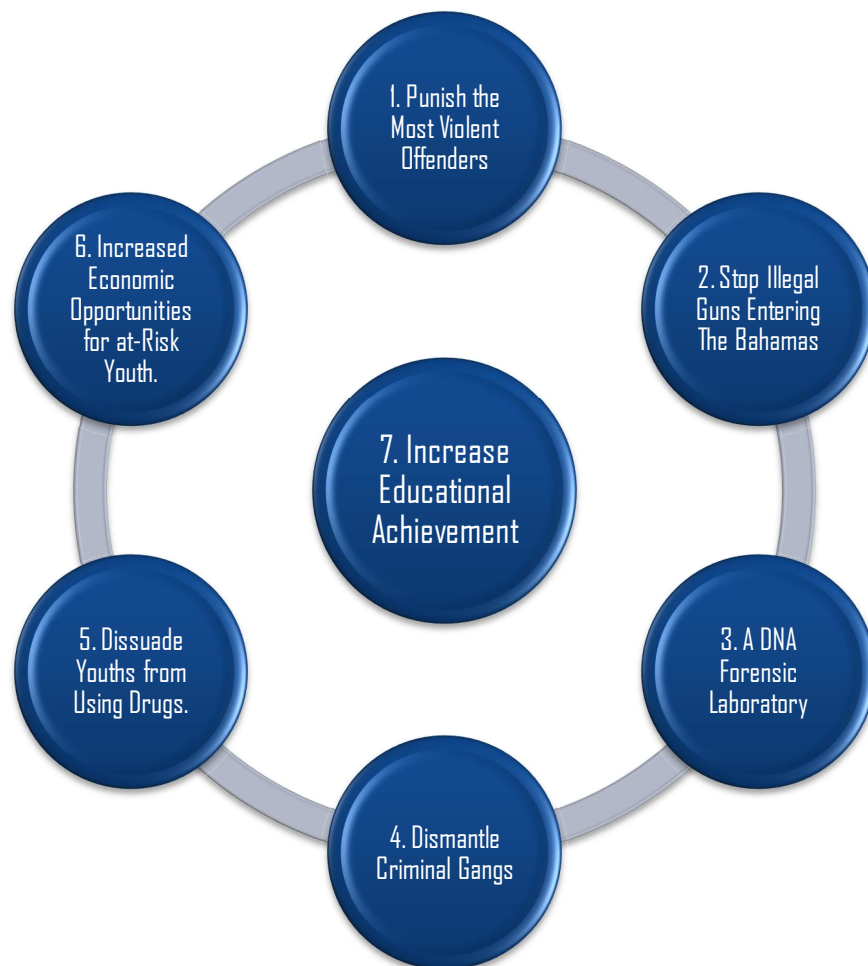 1. Punish the
Most Violent
Offenders
2. Stop Illegal
Guns Entering
The Bahamas
3. A DNA
Forensic
Laboratory
4. Dismantle
Criminal Gangs
5. Dissuade
Youths from
Using Drugs.
6. Increased
Economic
Opportunities
for at-Risk
Youth.
7. Increase
Educational
Achievement